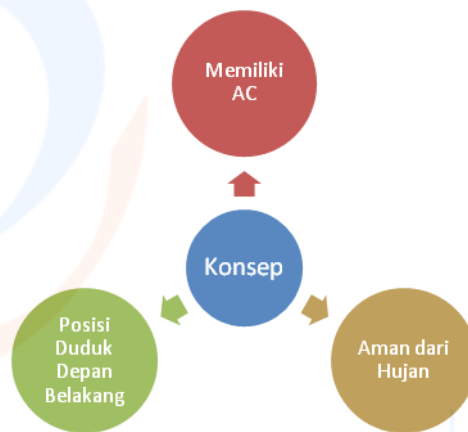 Memiliki
AC
Konsep
Posisi
Duduk
Depan
Belakang
Aman dari
Hujan